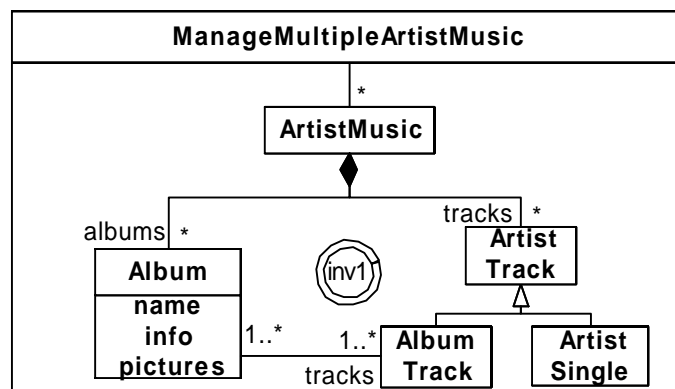 ManageMultipleArtistMusic
*
ArtistMusic
albums *
tracks *
Album
name
info
pictures
inv1
Artist
Track
1..* 1..*
tracks
Album
Track
Artist
Single